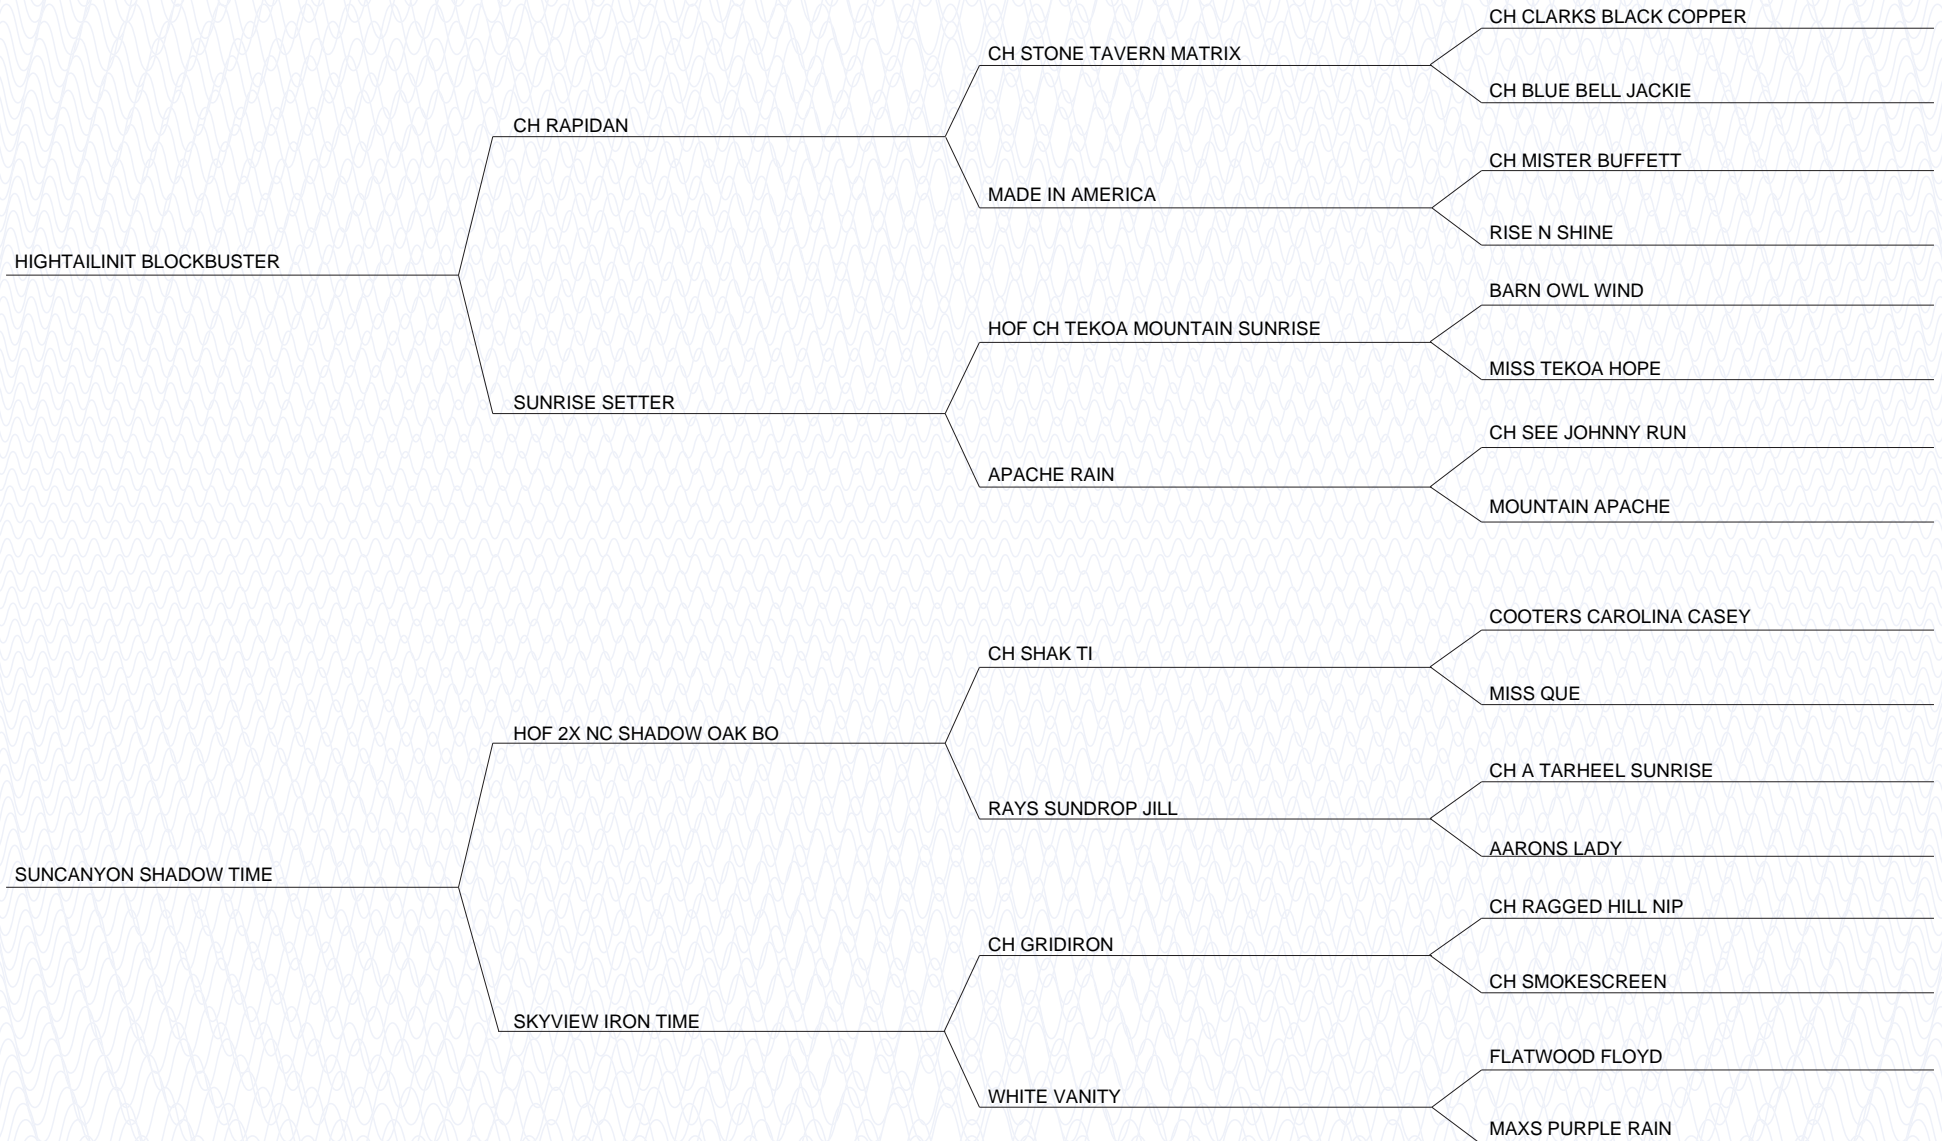 CH CLARKS BLACK COPPER
CH STONE TAVERN MATRIX
CH BLUE BELL JACKIE
CH RAPIDAN
CH MISTER BUFFETT
MADE IN AMERICA
RISE N SHINE
HIGHTAILINIT BLOCKBUSTER
BARN OWL WIND
HOF CH TEKOA MOUNTAIN SUNRISE
MISS TEKOA HOPE
SUNRISE SETTER
CH SEE JOHNNY RUN
APACHE RAIN
MOUNTAIN APACHE
COOTERS CAROLINA CASEY
CH SHAK TI
MISS QUE
HOF 2X NC SHADOW OAK BO
CH A TARHEEL SUNRISE
RAYS SUNDROP JILL
AARONS LADY
SUNCANYON SHADOW TIME
CH RAGGED HILL NIP
CH GRIDIRON
CH SMOKESCREEN
SKYVIEW IRON TIME
FLATWOOD FLOYD
WHITE VANITY
MAXS PURPLE RAIN